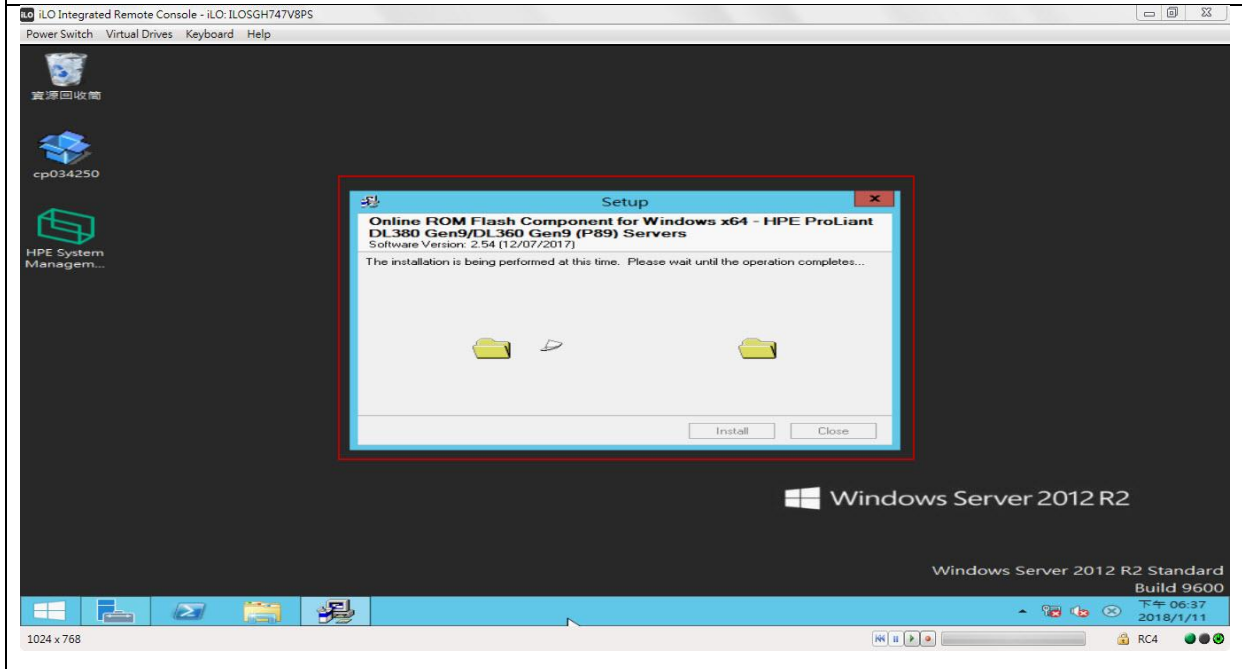 iLO Integrated Remote Console - iLO: ILOSGH747V8PS
Power Switch Virtual Drives Keyboard Help
資源回收筒
cp034250
HPE System
Managem...
Setup
Online ROM Flash Component for Windows x64 - HPE ProLiant
DL380 Gen9/DL360 Gen9 (P89) Servers
Software Version: 2.54 (12/07/2017)
The installation is being performed at this time. Please wait until the operation completes...
Install Close
Windows Server 2012 R2
Windows Server 2012 R2 Standard
Build 9600
下午 06:37
2018/1/11
1024 x 768
RC4